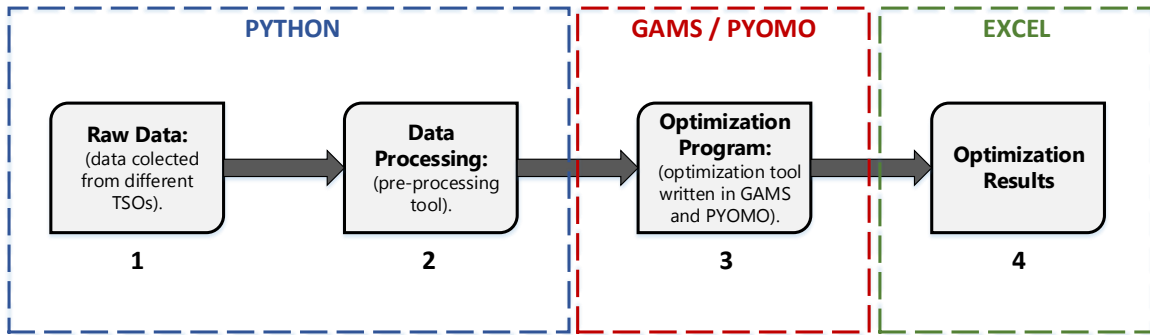 PYTHON
GAMS / PYOMO
EXCEL
Raw Data:
(data colected
from different
TSOs).
1
Data
Processing:
(pre-processing
tool).
2
Optimization
Program:
(optimization tool
written in GAMS
and PYOMO).
3
Optimization
Results
4